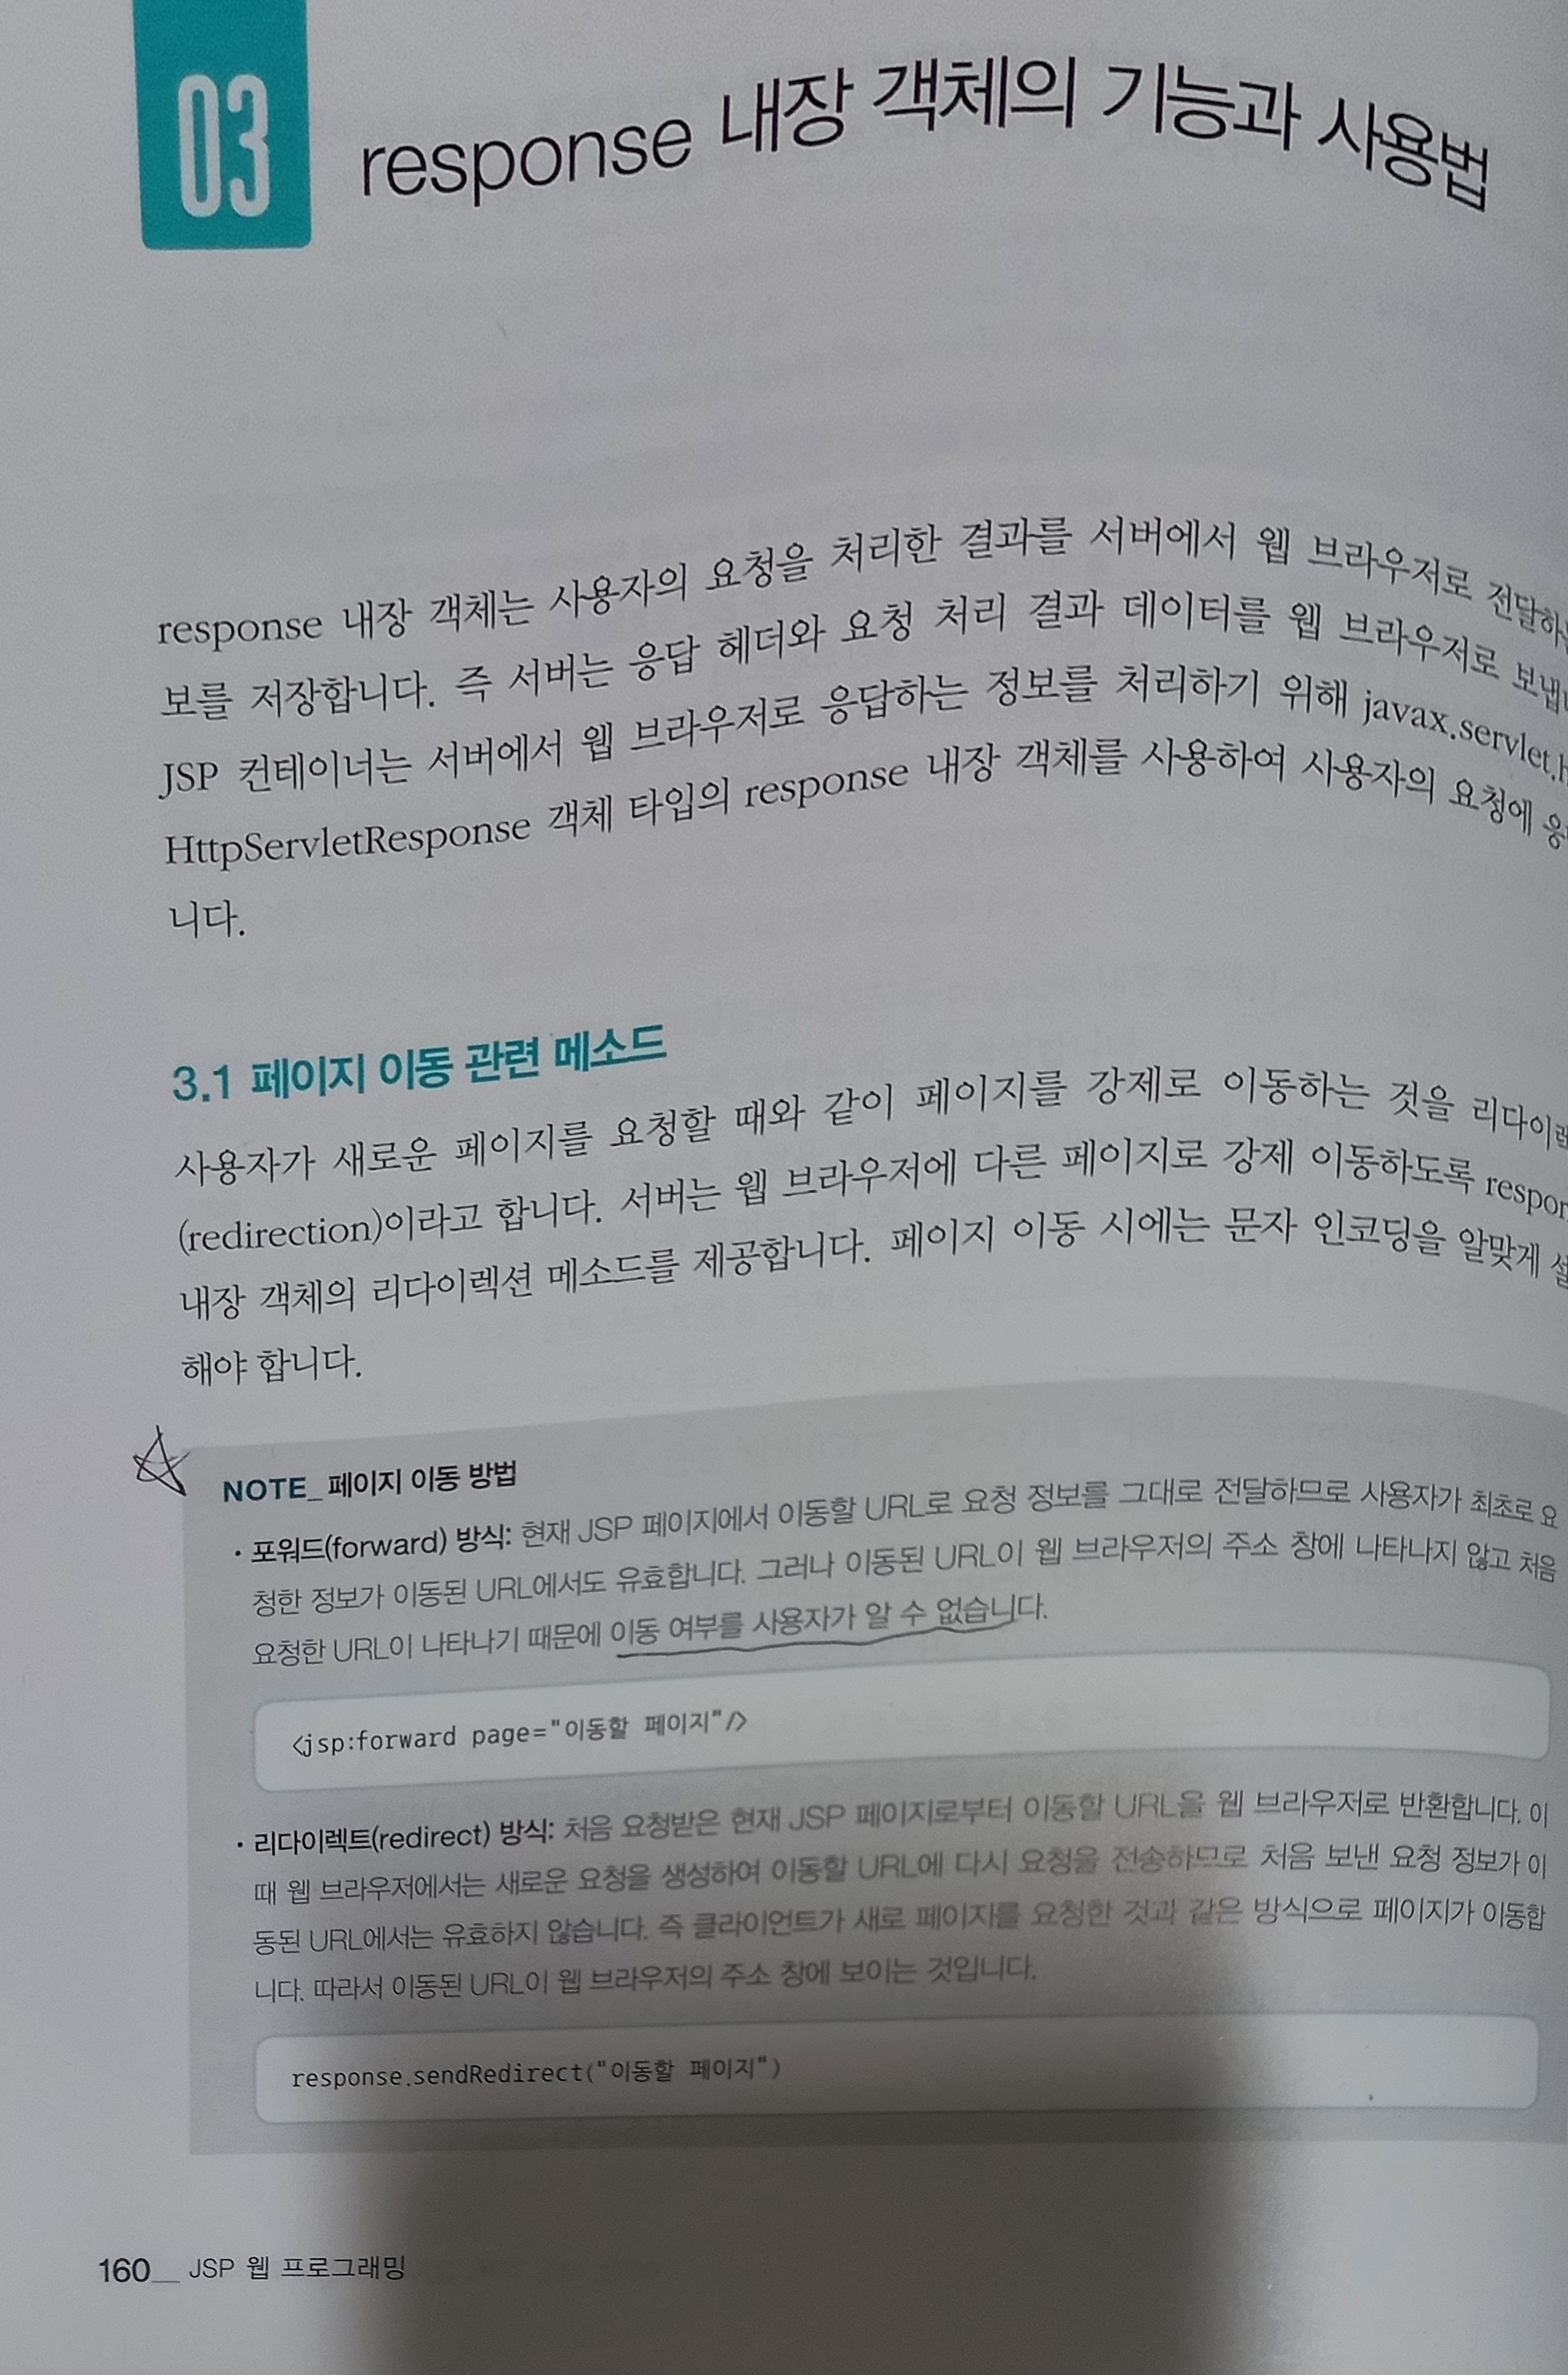 03
response 내장 객체의 기능과 사용법
response 내장 객체는 사용자의 요청을 처리한 결과를 서버에서 웹 브라우저로
보를 저장합니다. 즉 서버는 응답 헤더와 요청 처리 결과 데이터를 웹 브라우저로
JSP 컨테이너는 서버에서 웹 브라우저로 응답하는 정보를 처리하기 위해 javax.servlet.
HttpServletResponse 객체 타입의 response 내장 객체를 사용하여 사용자의 요청에
니다.
3.1 페이지 이동 관련 메소드
사용자가 새로운 페이지를 요청할 때와 같이 페이지를 강제로 이동하는 것을 리다이렉
(redirection)이라고 합니다. 서버는 웹 브라우저에 다른 페이지로 강제 이동하도록 respon
내장 객체의 리다이렉션 메소드를 제공합니다. 페이지 이동 시에는 문자 인코딩을 알맞게
해야 합니다.
NOTE_ 페이지 이동 방법
• 포워드(forward) 방식: 현재 JSP 페이지에서 이동할 URL로 요청 정보를 그대로 전달하므로 사용자가 최초로 요
청한 정보가 이동된 URL에서도 유효합니다. 그러나 이동된 URL이 웹 브라우저의 주소 창에 나타나지 않고 처음
요청한 URL이 나타나기 때문에 이동 여부를 사용자가 알 수 없습니다.
<jsp:forward page="이동할 페이지"/>
• 리다이렉트(redirect) 방식: 처음 요청받은 현재 JSP 페이지로부터 이동할 URL을 웹 브라우저로 반환합니다. 이
때 웹 브라우저에서는 새로운 요청을 생성하여 이동할 URL에 다시 요청을 전송하므로 처음 보낸 요청 정보가 이
동된 URL에서는 유효하지 않습니다. 즉 클라이언트가 새로 페이지를 요청한 것과 같은 방식으로 페이지가 이동합
니다. 따라서 이동된 URL이 웹 브라우저의 주소 창에 보이는 것입니다.
response.sendRedirect("이동할 페이지")
160__ JSP 웹 프로그래밍